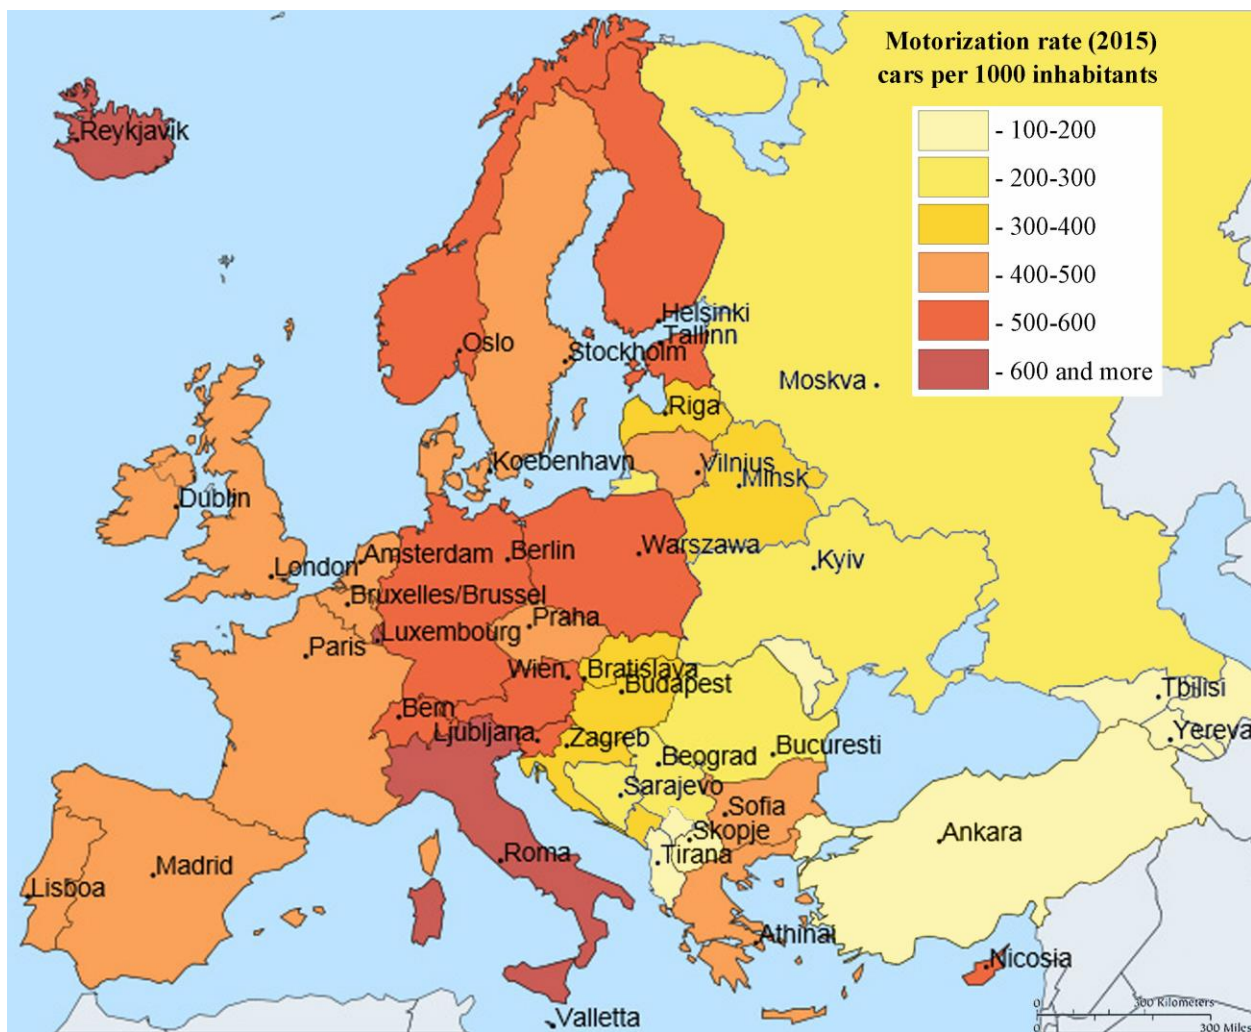 Motorization rate (2015)
cars per 1000 inhabitants
- 100-200
- 200-300
- 300-400
- 400-500
- 500-600
- 600 and more
Reykjavik
Helsinki
Tallinn
Oslo
Stockholm
Moskva
Riga
Koebenhavn
Vilnius
Minsk
Dublin
Amsterdam
Berlin
Warszawa
London
Kyiv
Bruxelles/Brussel
Praha
Luxembourg
Paris
Wien
Bratislava
Budapest
Tbilisi
Bern
Ljubljana
Zagreb
Yereva
Beograd
Bucuresti
Sarajevo
Sofia
Skopje
Ankara
Roma
Tirana
Madrid
Lisboa
Athinai
Nicosia
Valletta
0 300 Kilometers
0 300 Miles